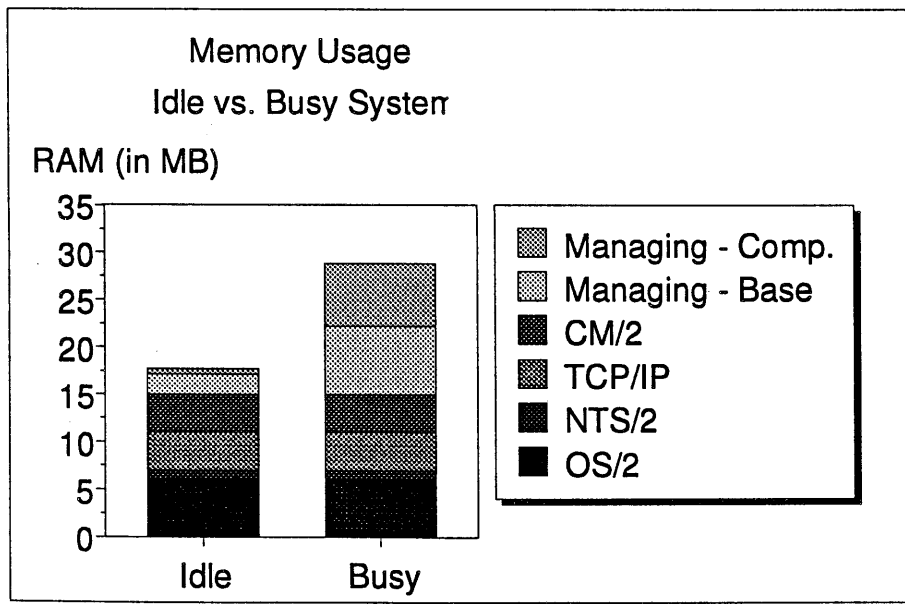 Memory Usage
Idle vs. Busy System
RAM (in MB)
35
30
25
20
15
10
5
0
Idle
Busy
Managing - Comp.
Managing - Base
CM/2
TCP/IP
NTS/2
OS/2